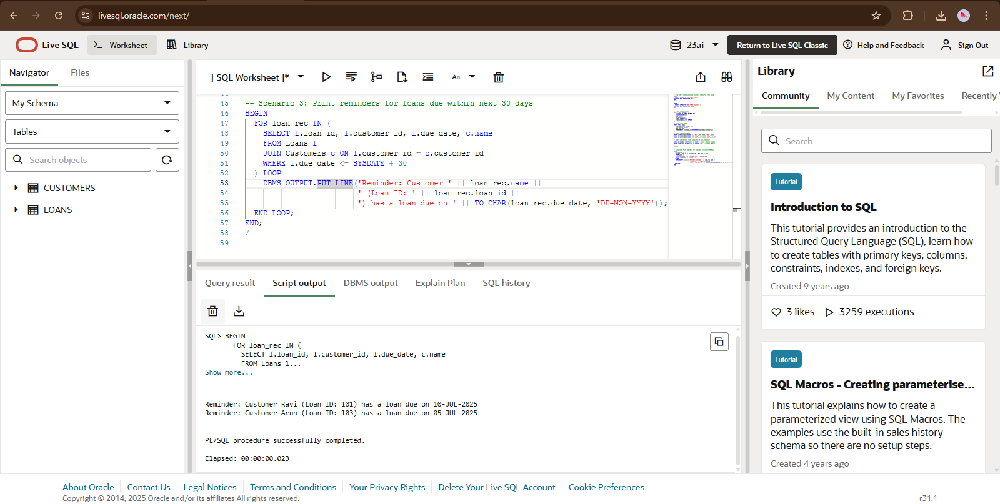 livesql.oracle.com/next/
Live SQL
Worksheet
Library
23ai
Return to Live SQL Classic
Help and Feedback
Sign Out
Navigator
Files
My Schema
Tables
Search objects
CUSTOMERS
LOANS
[ SQL Worksheet ]*
Aa
45 -- Scenario 3: Print reminders for loans due within next 30 days
46 BEGIN
47 FOR loan_rec IN (
48 SELECT l.loan_id, l.customer_id, l.due_date, c.name
49 FROM Loans l
50 JOIN Customers c ON l.customer_id = c.customer_id
51 WHERE l.due_date <= SYSDATE + 30
52 ) LOOP
53 DBMS_OUTPUT.PUT_LINE('Reminder: Customer ' || loan_rec.name ||
54 ' (Loan ID: ' || loan_rec.loan_id ||
55 ') has a loan due on ' || TO_CHAR(loan_rec.due_date, 'DD-MON-YYYY'));
56 END LOOP;
57 END;
58 /
59
Query result
Script output
DBMS output
Explain Plan
SQL history
SQL> BEGIN
FOR loan_rec IN (
SELECT l.loan_id, l.customer_id, l.due_date, c.name
FROM Loans l...
Show more...
Reminder: Customer Ravi (Loan ID: 101) has a loan due on 10-JUL-2025
Reminder: Customer Arun (Loan ID: 103) has a loan due on 05-JUL-2025
PL/SQL procedure successfully completed.
Elapsed: 00:00:00.023
Library
Community
My Content
My Favorites
Recently
Search
Tutorial
Introduction to SQL
This tutorial provides an introduction to the
Structured Query Language (SQL), learn how
to create tables with primary keys, columns,
constraints, indexes, and foreign keys.
Created 9 years ago
3 likes
3259 executions
Tutorial
SQL Macros - Creating parameterise...
This tutorial explains how to create a
parameterized view using SQL Macros. The
examples use the built-in sales history
schema so there are no setup steps.
Created 4 years ago
About Oracle
Contact Us
Legal Notices
Terms and Conditions
Your Privacy Rights
Delete Your Live SQL Account
Cookie Preferences
Copyright © 2014, 2025 Oracle and/or its affiliates All rights reserved.
r31.1